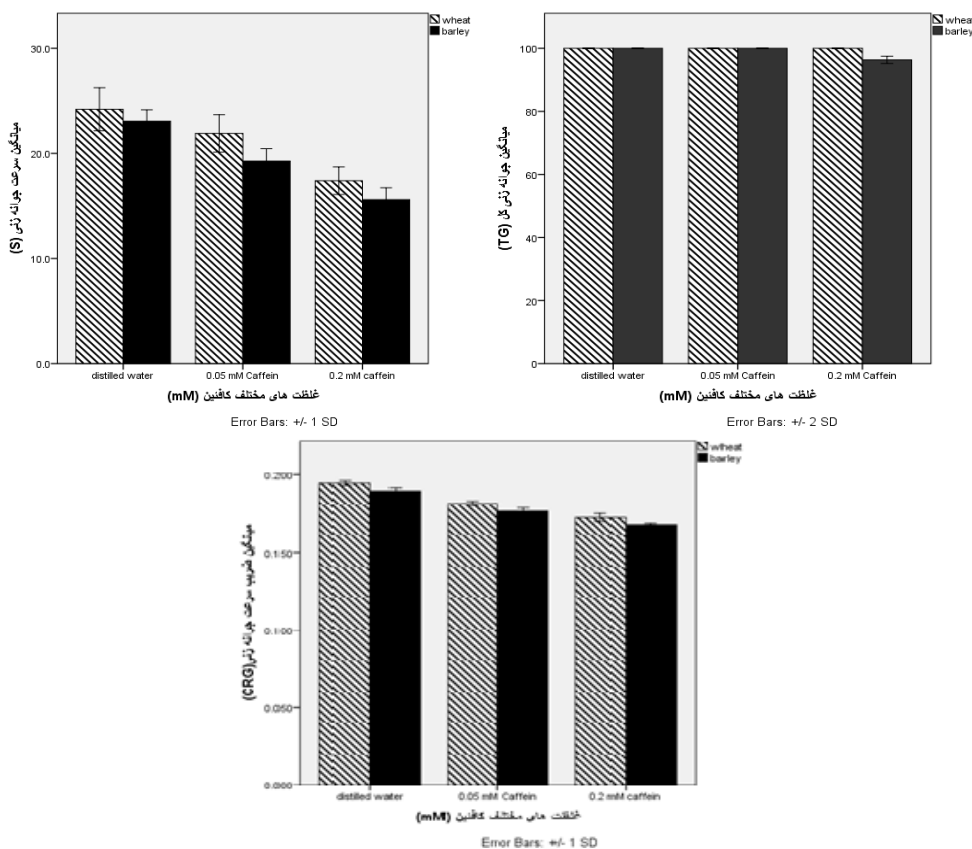 wheat
barley
30.0
20.0
10.0
0.0
میانگین سرعت جوانه زنی (S)
distilled water
0.05 mM Caffein
0.2 mM caffein
غلظت های مختلف کافئین (mM)
Error Bars: +/- 1 SD
wheat
barley
100
80
60
40
20
0
میانگین جوانه زنی کل (TG)
distilled water
0.05 mM Caffein
0.2 mM caffein
غلظت های مختلف کافئین (mM)
Error Bars: +/- 2 SD
wheat
barley
0.200
0.150
0.100
0.050
0.000
میانگین ضریب سرعت جوانه زنی(CRG)
distilled water
0.05 mM Caffein
0.2 mM caffein
غلظت های مختلف کافئین (mM)
Error Bars: +/- 1 SD